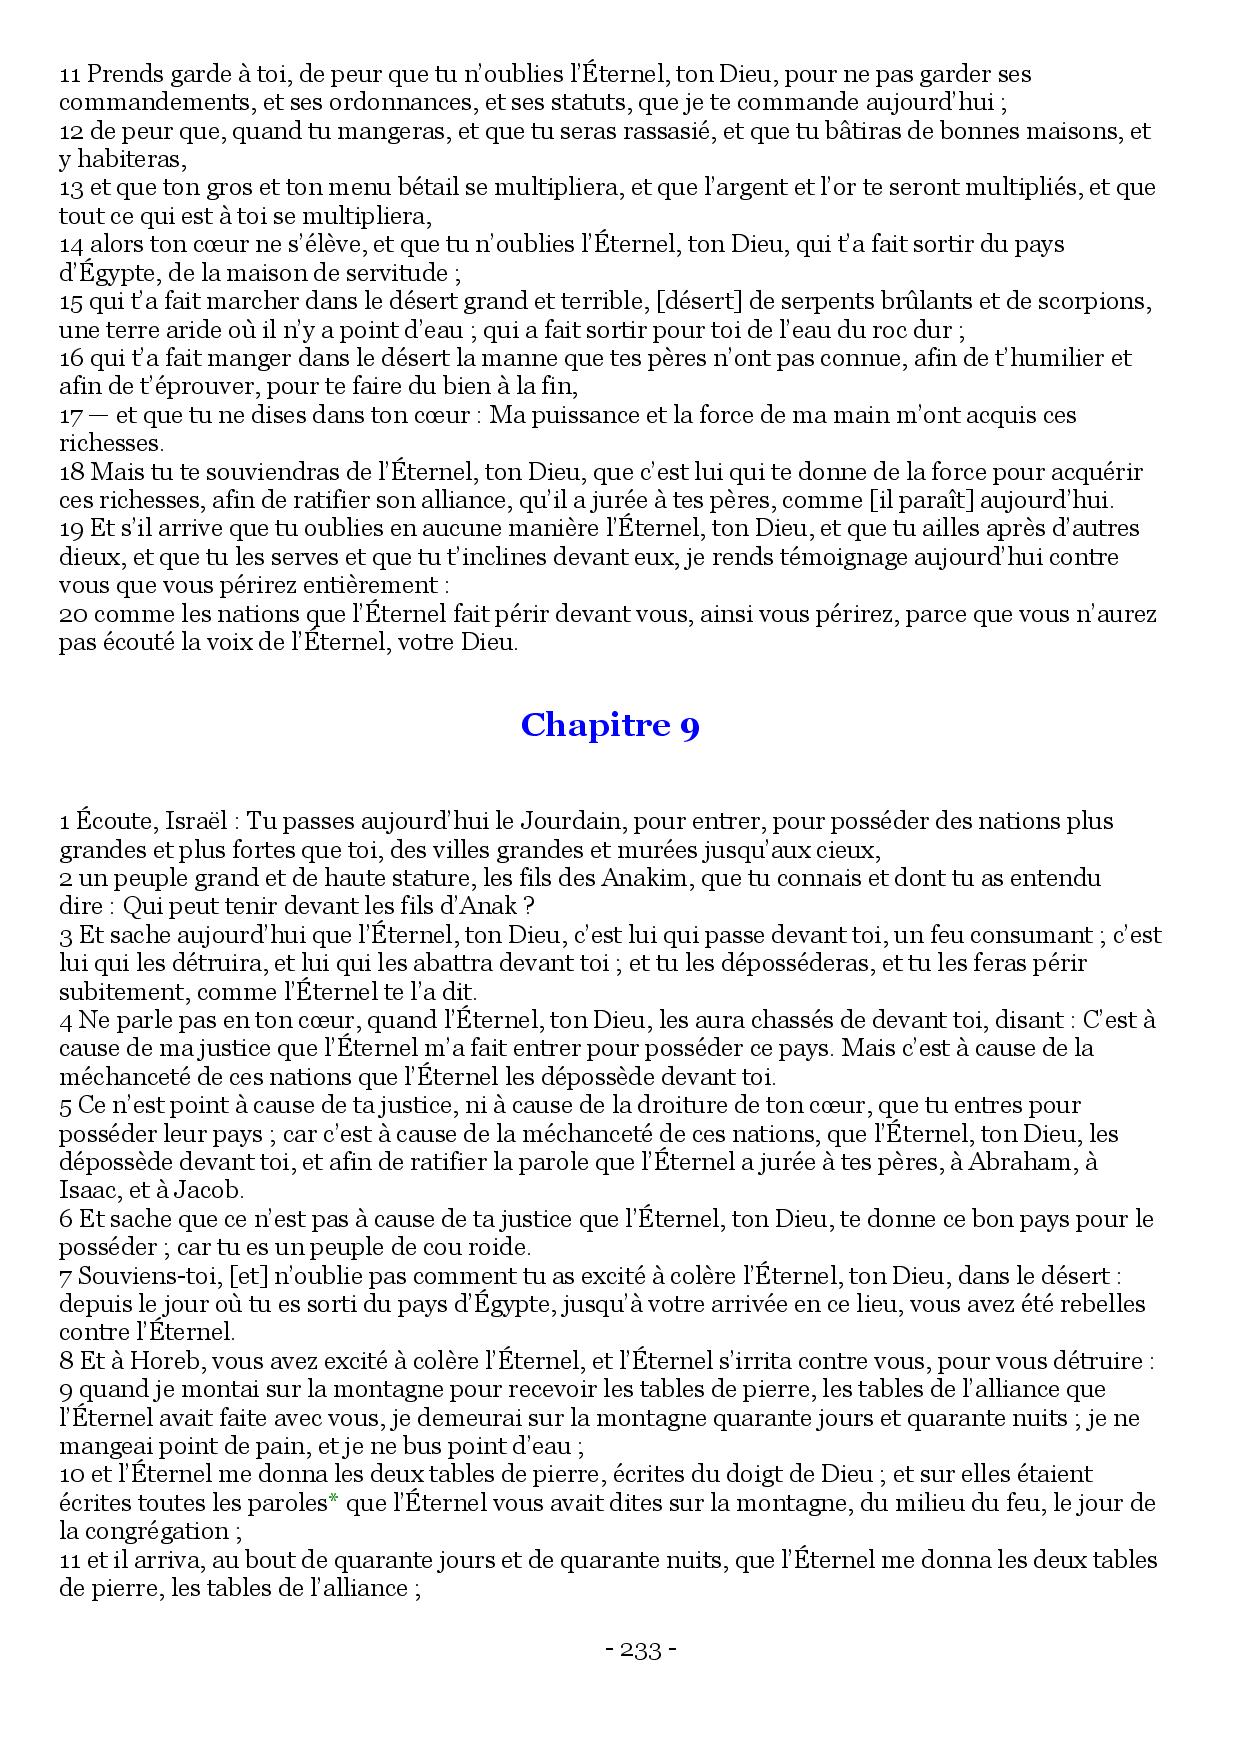 11 Prends garde à toi, de peur que tu n’oublies l’Éternel, ton Dieu, pour ne pas garder ses
commandements, et ses ordonnances, et ses statuts, que je te commande aujourd’hui ;
12 de peur que, quand tu mangeras, et que tu seras rassasié, et que tu bâtiras de bonnes maisons, et
y habiteras,
13 et que ton gros et ton menu bétail se multipliera, et que l’argent et l’or te seront multipliés, et que
tout ce qui est à toi se multipliera,
14 alors ton cœur ne s’élève, et que tu n’oublies l’Éternel, ton Dieu, qui t’a fait sortir du pays
d’Égypte, de la maison de servitude ;
15 qui t’a fait marcher dans le désert grand et terrible, [désert] de serpents brûlants et de scorpions,
une terre aride où il n’y a point d’eau ; qui a fait sortir pour toi de l’eau du roc dur ;
16 qui t’a fait manger dans le désert la manne que tes pères n’ont pas connue, afin de t’humilier et
afin de t’éprouver, pour te faire du bien à la fin,
17 — et que tu ne dises dans ton cœur : Ma puissance et la force de ma main m’ont acquis ces
richesses.
18 Mais tu te souviendras de l’Éternel, ton Dieu, que c’est lui qui te donne de la force pour acquérir
ces richesses, afin de ratifier son alliance, qu’il a jurée à tes pères, comme [il paraît] aujourd’hui.
19 Et s’il arrive que tu oublies en aucune manière l’Éternel, ton Dieu, et que tu ailles après d’autres
dieux, et que tu les serves et que tu t’inclines devant eux, je rends témoignage aujourd’hui contre
vous que vous périrez entièrement :
20 comme les nations que l’Éternel fait périr devant vous, ainsi vous périrez, parce que vous n’aurez
pas écouté la voix de l’Éternel, votre Dieu.
Chapitre 9
1 Écoute, Israël : Tu passes aujourd’hui le Jourdain, pour entrer, pour posséder des nations plus
grandes et plus fortes que toi, des villes grandes et murées jusqu’aux cieux,
2 un peuple grand et de haute stature, les fils des Anakim, que tu connais et dont tu as entendu
dire : Qui peut tenir devant les fils d’Anak ?
3 Et sache aujourd’hui que l’Éternel, ton Dieu, c’est lui qui passe devant toi, un feu consumant ; c’est
lui qui les détruira, et lui qui les abattra devant toi ; et tu les déposséderas, et tu les feras périr
subitement, comme l’Éternel te l’a dit.
4 Ne parle pas en ton cœur, quand l’Éternel, ton Dieu, les aura chassés de devant toi, disant : C’est à
cause de ma justice que l’Éternel m’a fait entrer pour posséder ce pays. Mais c’est à cause de la
méchanceté de ces nations que l’Éternel les dépossède devant toi.
5 Ce n’est point à cause de ta justice, ni à cause de la droiture de ton cœur, que tu entres pour
posséder leur pays ; car c’est à cause de la méchanceté de ces nations, que l’Éternel, ton Dieu, les
dépossède devant toi, et afin de ratifier la parole que l’Éternel a jurée à tes pères, à Abraham, à
Isaac, et à Jacob.
6 Et sache que ce n’est pas à cause de ta justice que l’Éternel, ton Dieu, te donne ce bon pays pour le
posséder ; car tu es un peuple de cou roide.
7 Souviens-toi, [et] n’oublie pas comment tu as excité à colère l’Éternel, ton Dieu, dans le désert :
depuis le jour où tu es sorti du pays d’Égypte, jusqu’à votre arrivée en ce lieu, vous avez été rebelles
contre l’Éternel.
8 Et à Horeb, vous avez excité à colère l’Éternel, et l’Éternel s’irrita contre vous, pour vous détruire :
9 quand je montai sur la montagne pour recevoir les tables de pierre, les tables de l’alliance que
l’Éternel avait faite avec vous, je demeurai sur la montagne quarante jours et quarante nuits ; je ne
mangeai point de pain, et je ne bus point d’eau ;
10 et l’Éternel me donna les deux tables de pierre, écrites du doigt de Dieu ; et sur elles étaient
écrites toutes les paroles* que l’Éternel vous avait dites sur la montagne, du milieu du feu, le jour de
la congrégation ;
11 et il arriva, au bout de quarante jours et de quarante nuits, que l’Éternel me donna les deux tables
de pierre, les tables de l’alliance ;
- 233 -